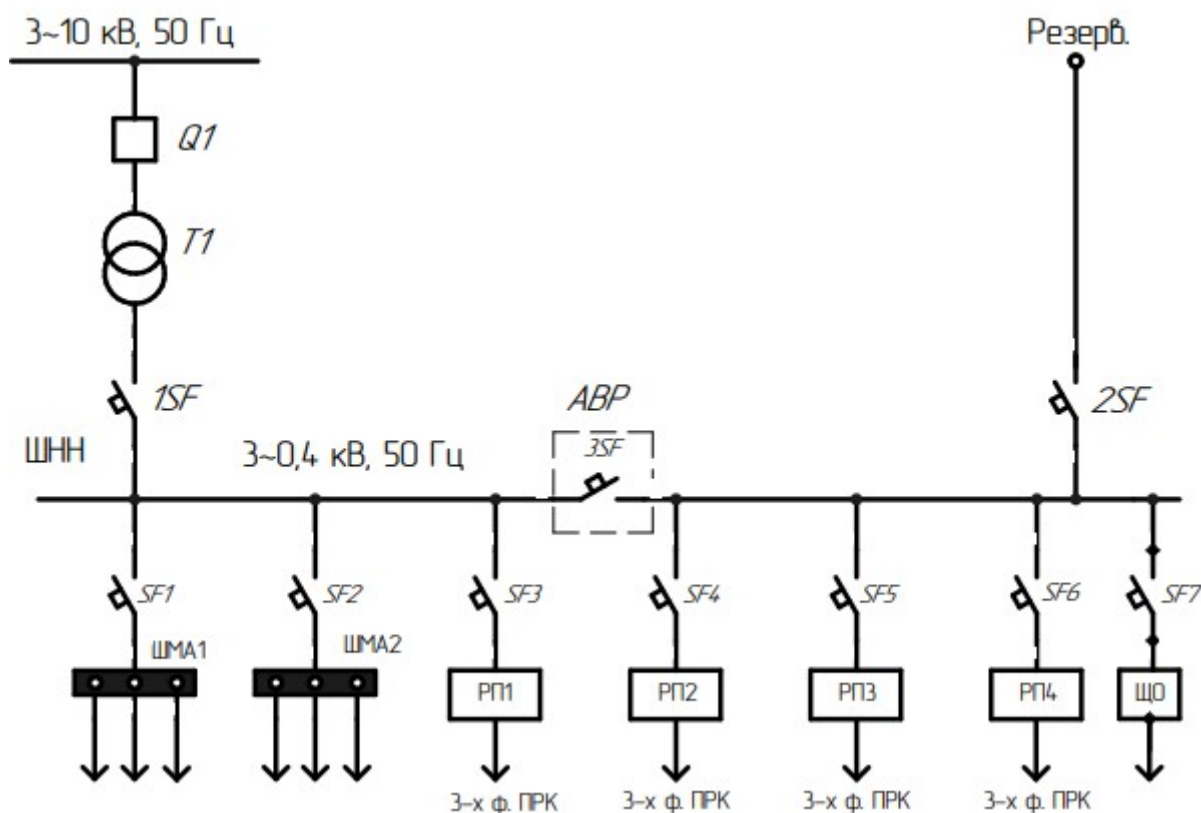 3~10 кВ, 50 Гц
Резерв.
Q1
T1
1SF
АВР
2SF
ШНН
3~0,4 кВ, 50 Гц
3SF
SF1
SF2
SF3
SF4
SF5
SF6
SF7
ШМА1
ШМА2
РП1
РП2
РП3
РП4
ЩО
3-х ф. ПРК
3-х ф. ПРК
3-х ф. ПРК
3-х ф. ПРК